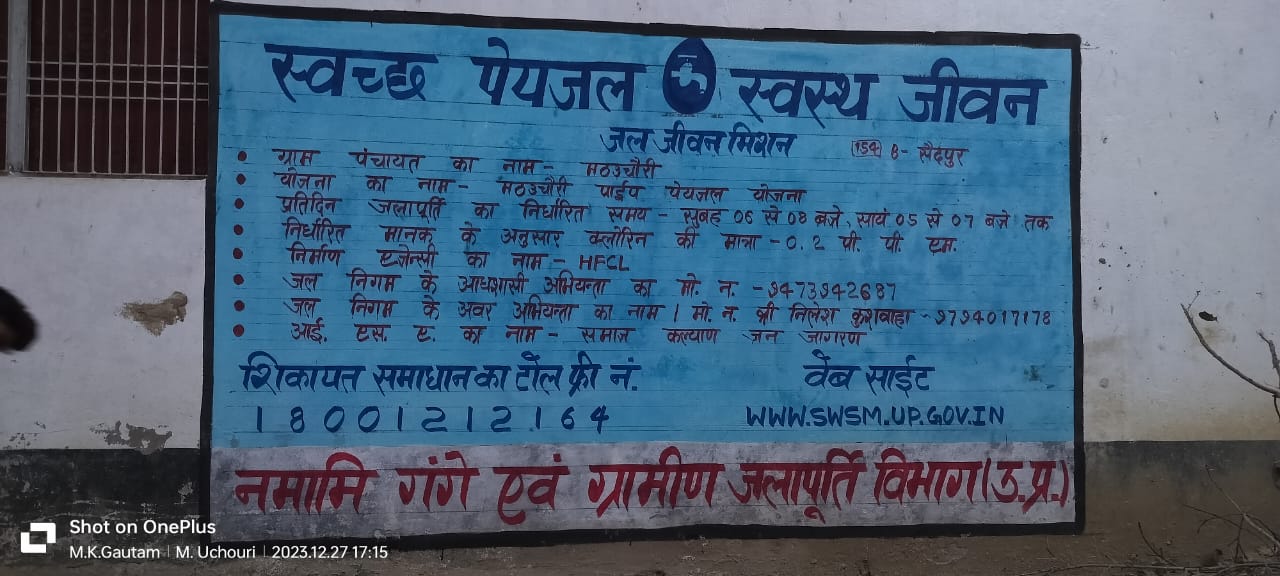 स्वच्छ पेयजल स्वस्थ जीवन
जल जीवन मिशन 154 B- सैदपुर
ग्राम पंचायत का नाम - मठउचौरी
योजना का नाम - मठउचौरी पाईप पेयजल योजना
प्रतिदिन जलापूर्ति का निर्धारित समय - सुबह 06 से 08 बजे, सायं 05 से 07 बजे तक
निर्धारित मानक के अनुसार क्लोरिन की मात्रा - 0.2 पी. पी. एम.
निर्माण एजेन्सी का नाम - HFCL
जल निगम के आधशासी अभियन्ता का मो. न. - 9473942687
जल निगम के अवर अभियन्ता का नाम / मो. न. श्री निलेश कुशवाहा - 9794017178
आई. एस. ए. का नाम - समाज कल्याण जन जागरण
शिकायत समाधान का टोल फ्री नं. वेब साईट
18001212164 WWW.SWSM.UP.GOV.IN
नमामि गंगे एवं ग्रामीण जलापूर्ति विभाग (उ.प्र.)
Shot on OnePlus
M.K.Gautam | M. Uchouri | 2023.12.27 17:15